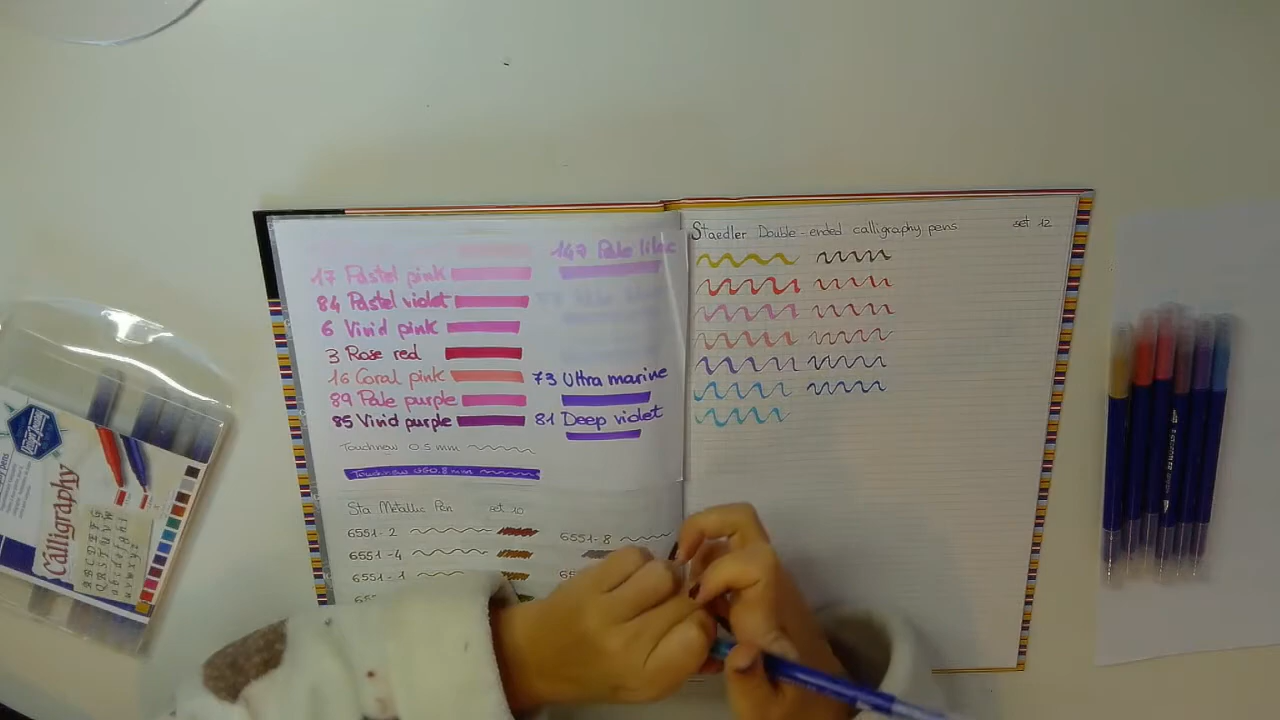 17 Pastel pink
84 Pastel violet
6 Vivid pink
3 Rose red
16 Coral pink
89 Pale purple
85 Vivid purple
147 Pale lilac
73 Ultra marine
81 Deep violet
Touchnew 0.5 mm
Sta Metallic Pen set 10
6551-2
6551-4
6551-1
6551-8
Staedler Double-ended calligraphy pens set 12
Calligraphy